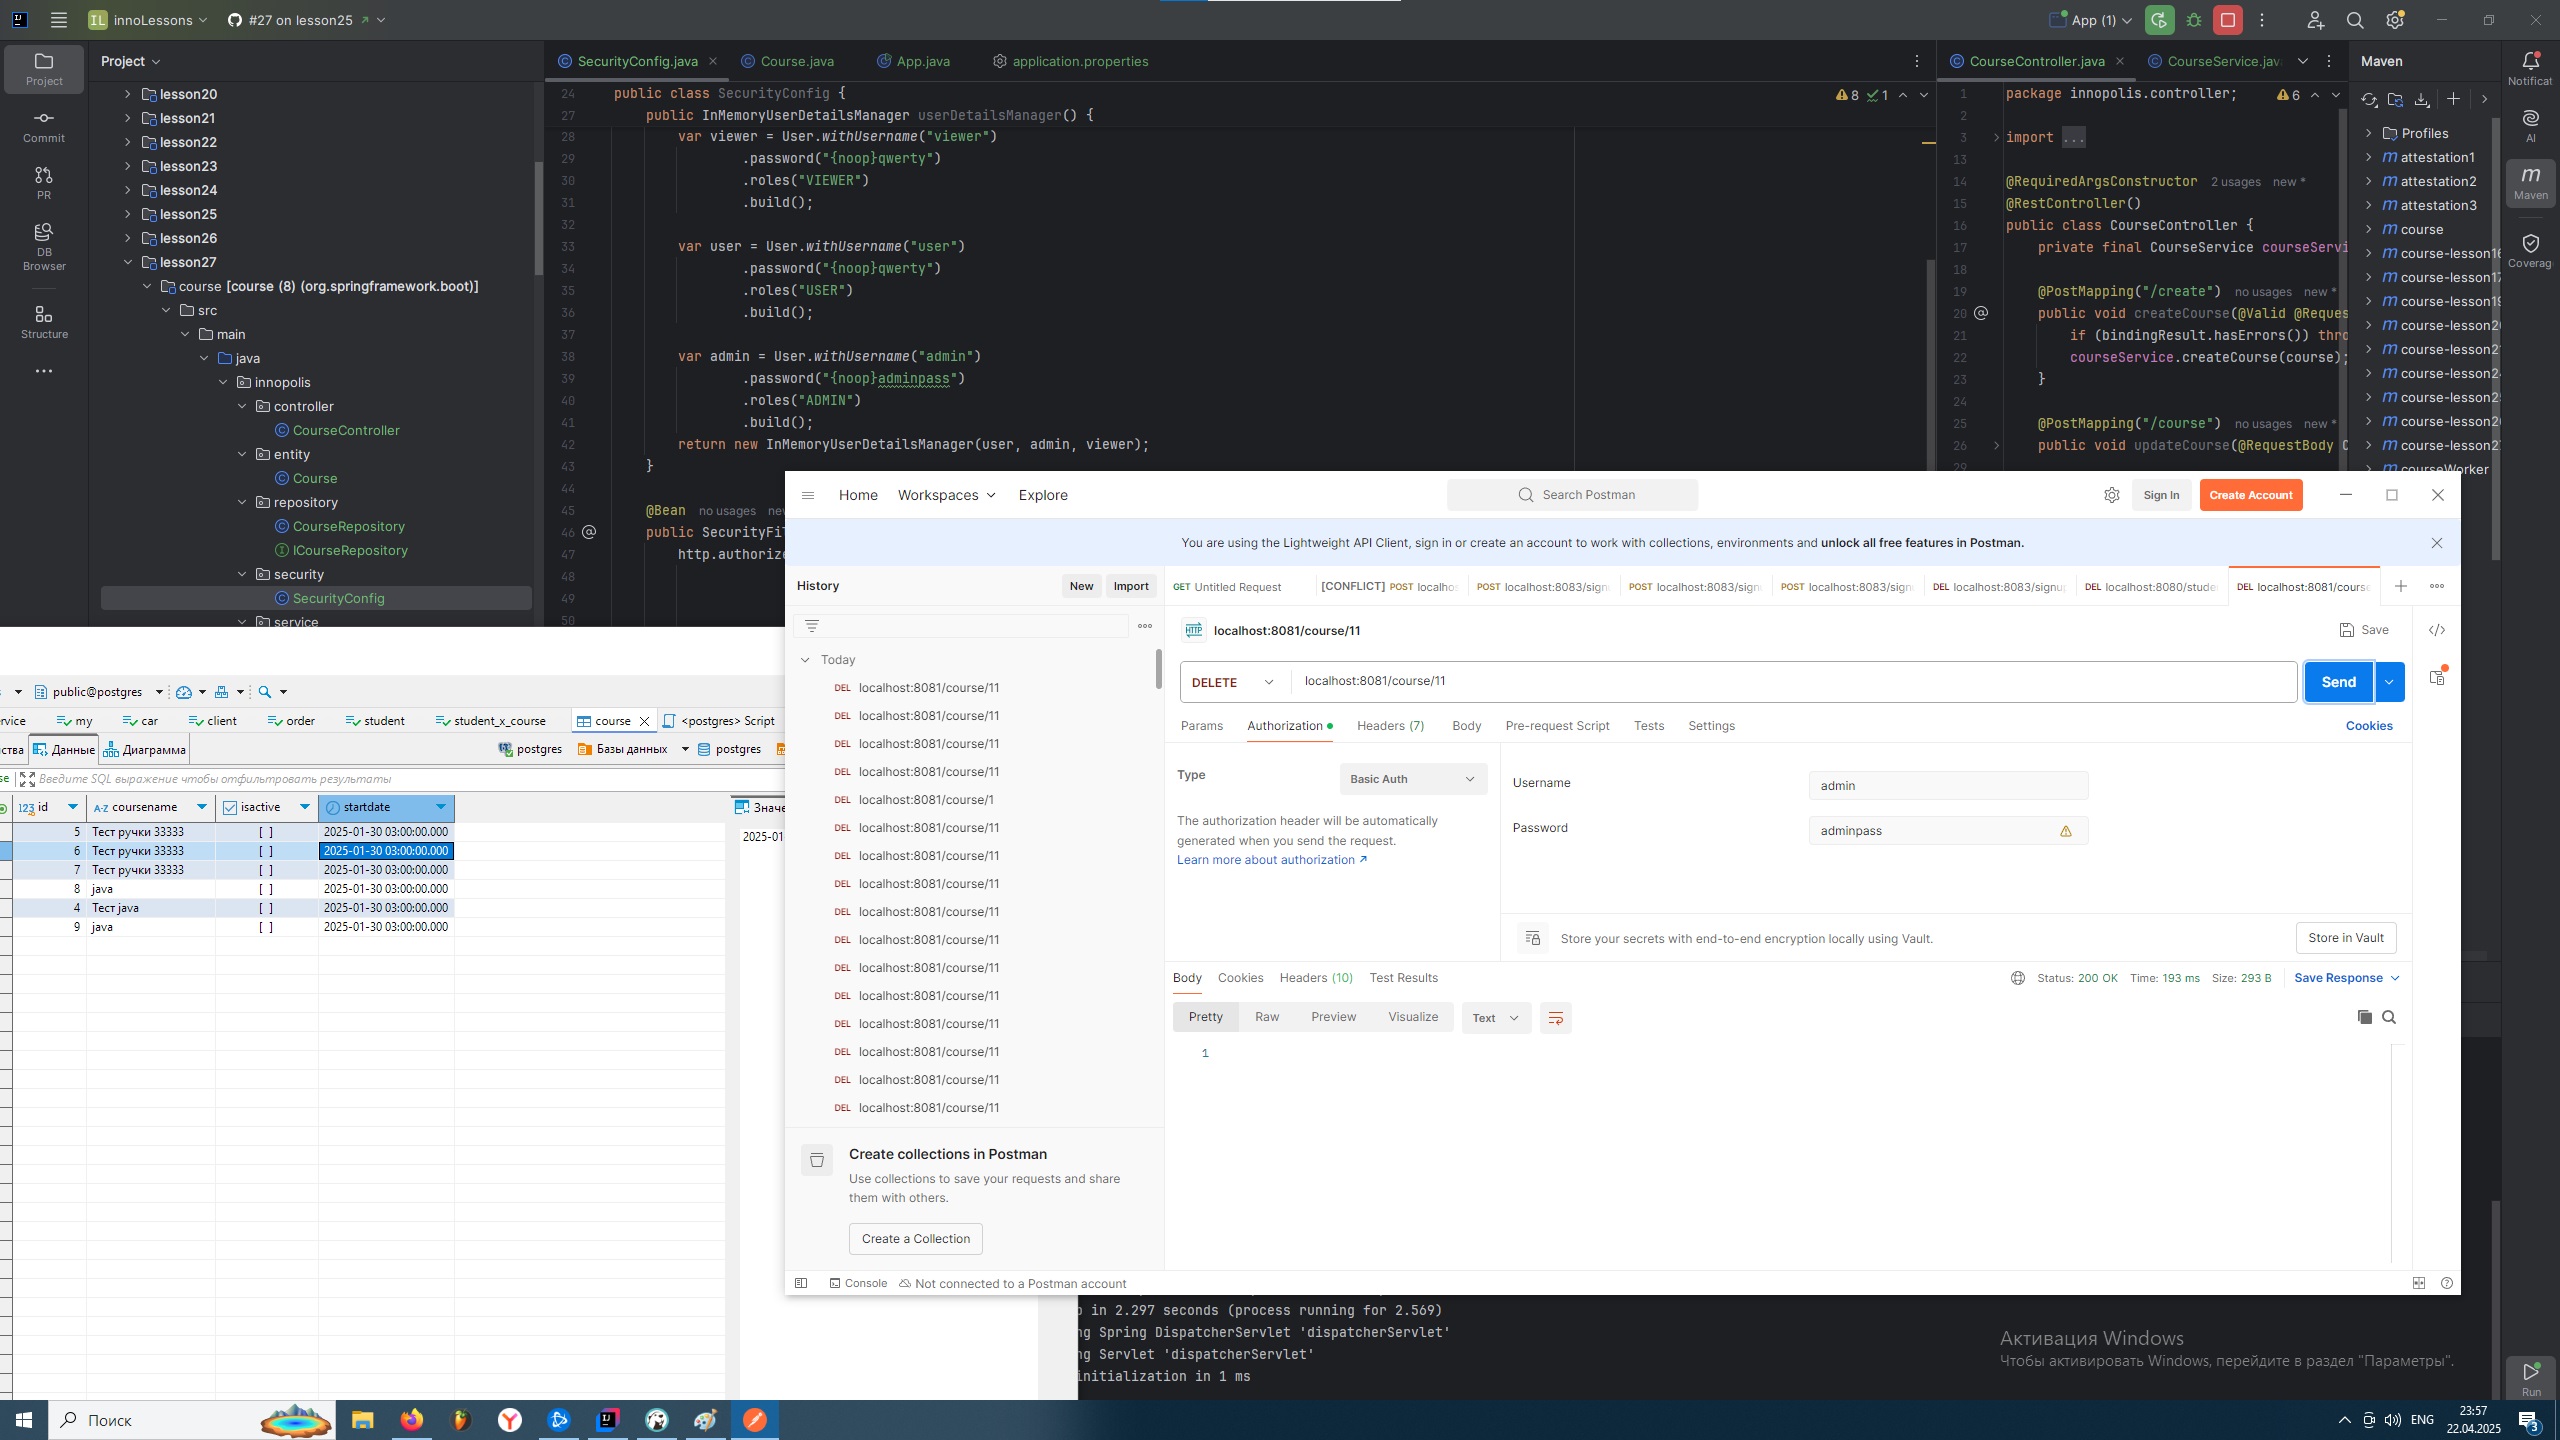 IL innoLessons
#27 on lesson25
App (1)
Project
Commit
PR
DB Browser
Structure
Project
lesson20
lesson21
lesson22
lesson23
lesson24
lesson25
lesson26
lesson27
course [course (8) (org.springframework.boot)]
src
main
java
innopolis
controller
CourseController
entity
Course
repository
CourseRepository
ICourseRepository
security
SecurityConfig
service
SecurityConfig.java
Course.java
App.java
application.properties
8 1
24 public class SecurityConfig {
27 public InMemoryUserDetailsManager userDetailsManager() {
28 var viewer = User.withUsername("viewer")
29 .password("{noop}qwerty")
30 .roles("VIEWER")
31 .build();
32
33 var user = User.withUsername("user")
34 .password("{noop}qwerty")
35 .roles("USER")
36 .build();
37
38 var admin = User.withUsername("admin")
39 .password("{noop}adminpass")
40 .roles("ADMIN")
41 .build();
42 return new InMemoryUserDetailsManager(user, admin, viewer);
43 }
44
45 @Bean no usages
46 public SecurityFil
47 http.authorize
48
49
50
CourseController.java
CourseService.java
6
1 package innopolis.controller;
2
3 import ...
13
14 @RequiredArgsConstructor 2 usages new *
15 @RestController()
16 public class CourseController {
17 private final CourseService courseServi
18
19 @PostMapping("/create") no usages new *
20 public void createCourse(@Valid @Reques
21 if (bindingResult.hasErrors()) thro
22 courseService.createCourse(course);
23 }
24
25 @PostMapping("/course") no usages new *
26 public void updateCourse(@RequestBody C
29
Maven
Profiles
attestation1
attestation2
attestation3
course
course-lesson16
course-lesson17
course-lesson19
course-lesson2
course-lesson2
course-lesson2
course-lesson2
course-lesson2
course-lesson2
courseWorker
Notificat
AI
Maven
Coverag
Run
public@postgres
rvice
my
car
client
order
student
student_x_course
course
<postgres> Script
ства
Данные
Диаграмма
postgres
Базы данных
postgres
se
Введите SQL выражение чтобы отфильтровать результаты
123 id A-Z coursename isactive startdate
5 Тест ручки 33333 [ ] 2025-01-30 03:00:00.000
6 Тест ручки 33333 [ ] 2025-01-30 03:00:00.000
7 Тест ручки 33333 [ ] 2025-01-30 03:00:00.000
8 java [ ] 2025-01-30 03:00:00.000
4 Тест java [ ] 2025-01-30 03:00:00.000
9 java [ ] 2025-01-30 03:00:00.000
Значе
2025-01
Home Workspaces Explore
Search Postman
Sign In
Create Account
You are using the Lightweight API Client, sign in or create an account to work with collections, environments and unlock all free features in Postman.
History
New Import
Today
DEL localhost:8081/course/11
DEL localhost:8081/course/11
DEL localhost:8081/course/11
DEL localhost:8081/course/11
DEL localhost:8081/course/1
DEL localhost:8081/course/11
DEL localhost:8081/course/11
DEL localhost:8081/course/11
DEL localhost:8081/course/11
DEL localhost:8081/course/11
DEL localhost:8081/course/11
DEL localhost:8081/course/11
DEL localhost:8081/course/11
DEL localhost:8081/course/11
DEL localhost:8081/course/11
DEL localhost:8081/course/11
Create collections in Postman
Use collections to save your requests and share
them with others.
Create a Collection
GET Untitled Request
[CONFLICT] POST localhos
POST localhost:8083/sign
POST localhost:8083/sign
POST localhost:8083/sign
DEL localhost:8083/signu
DEL localhost:8080/stude
DEL localhost:8081/course
HTTP localhost:8081/course/11
Save
DELETE localhost:8081/course/11
Send
Params Authorization Headers (7) Body Pre-request Script Tests Settings
Cookies
Type
Basic Auth
The authorization header will be automatically
generated when you send the request.
Learn more about authorization
Username
admin
Password
adminpass
Store your secrets with end-to-end encryption locally using Vault.
Store in Vault
Body Cookies Headers (10) Test Results
Status: 200 OK Time: 193 ms Size: 293 B
Save Response
Pretty Raw Preview Visualize Text
1
Console
Not connected to a Postman account
in 2.297 seconds (process running for 2.569)
ng Spring DispatcherServlet 'dispatcherServlet'
ng Servlet 'dispatcherServlet'
initialization in 1 ms
Активация Windows
Чтобы активировать Windows, перейдите в раздел "Параметры".
Поиск
ENG
23:57
22.04.2025
3